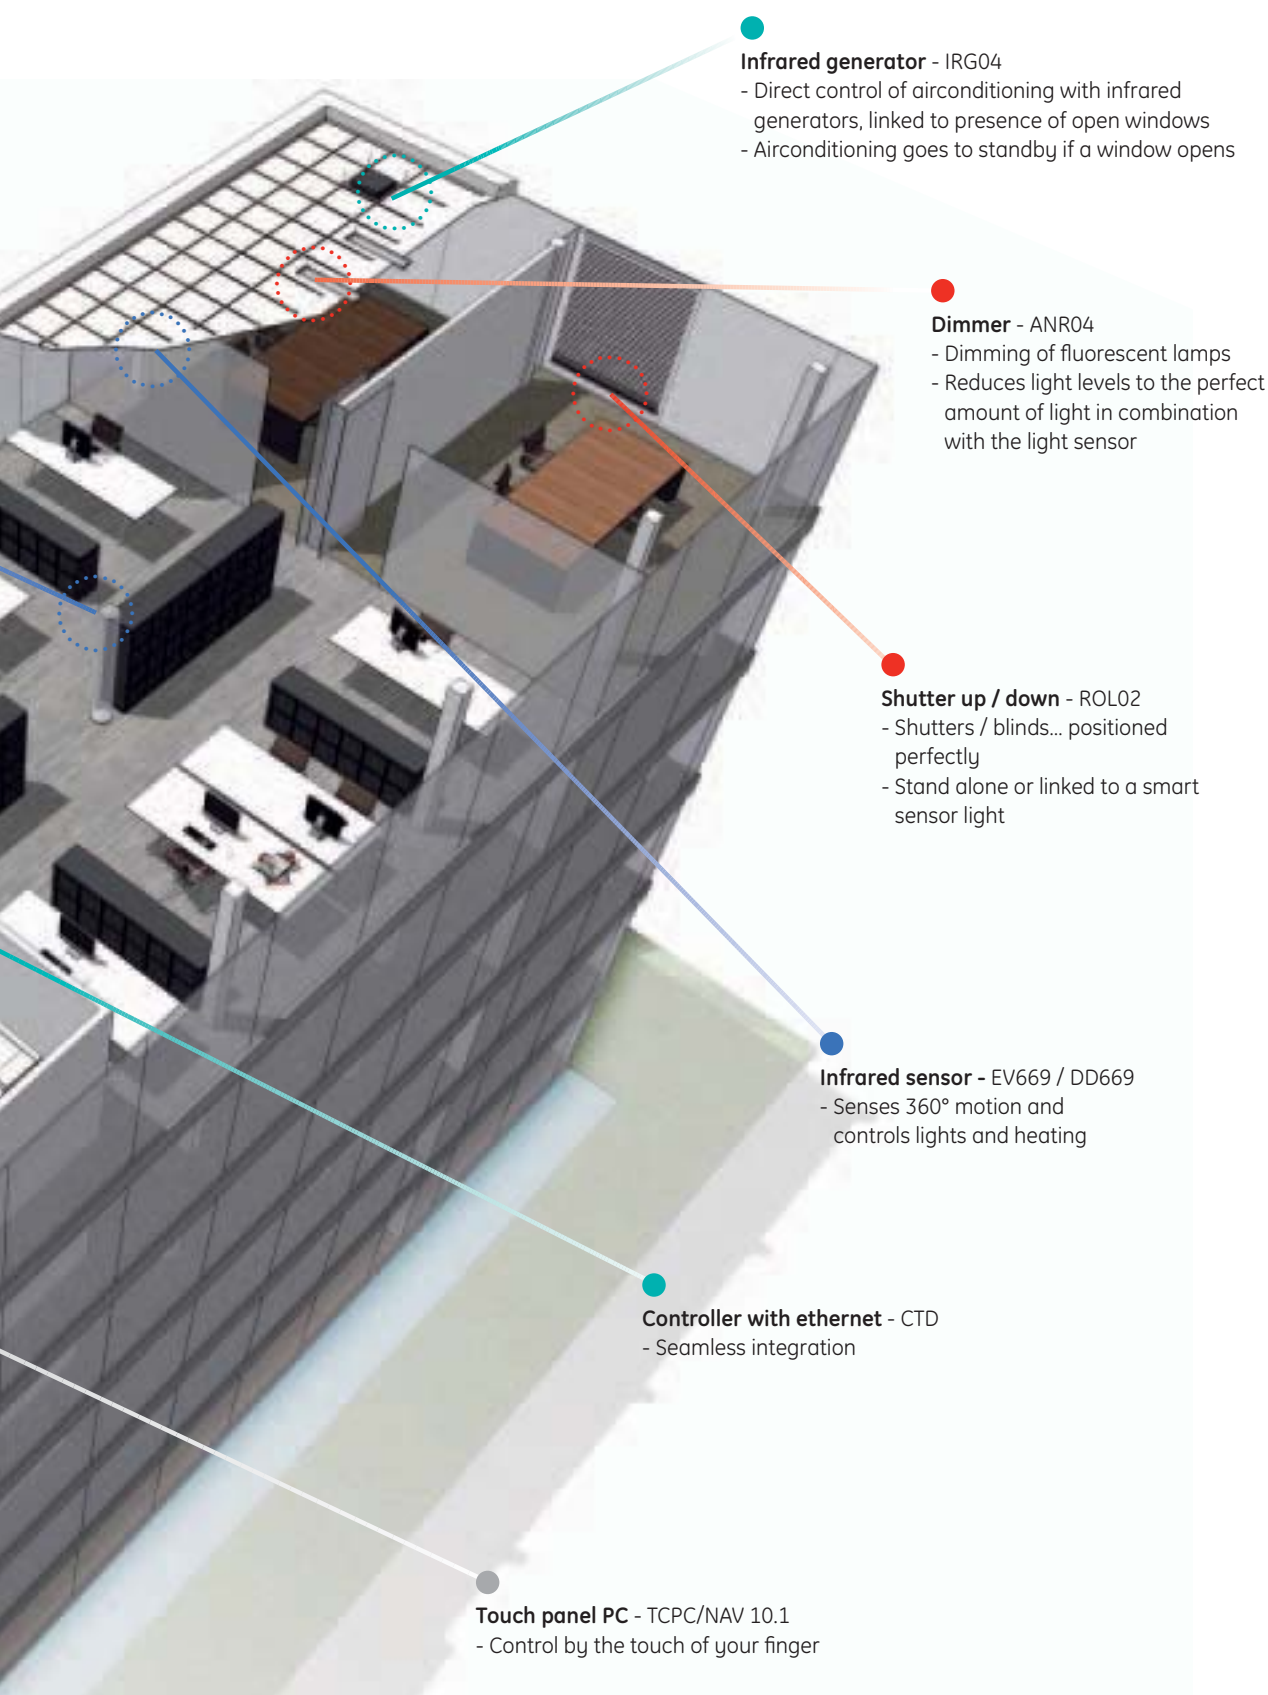 Infrared generator - IRG04
- Direct control of airconditioning with infrared
generators, linked to presence of open windows
- Airconditioning goes to standby if a window opens
Dimmer - ANR04
- Dimming of fluorescent lamps
- Reduces light levels to the perfect
amount of light in combination
with the light sensor
Shutter up / down - ROL02
- Shutters / blinds... positioned
perfectly
- Stand alone or linked to a smart
sensor light
Infrared sensor - EV669 / DD669
- Senses 360° motion and
controls lights and heating
Controller with ethernet - CTD
- Seamless integration
Touch panel PC - TCPC/NAV 10.1
- Control by the touch of your finger